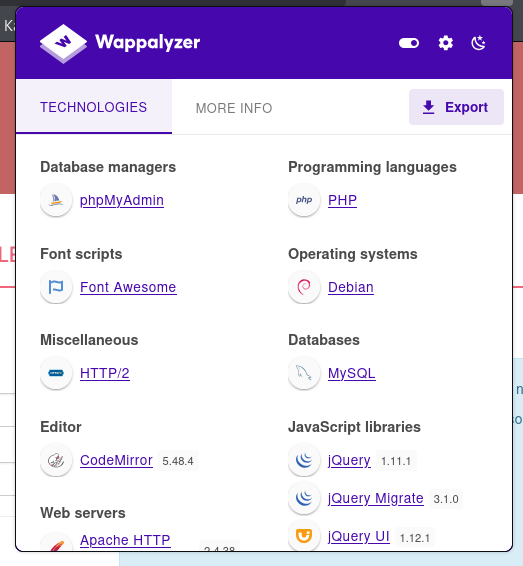 Wappalyzer
TECHNOLOGIES
MORE INFO
Export
Database managers
phpMyAdmin
Font scripts
Font Awesome
Miscellaneous
HTTP/2
Editor
CodeMirror 5.48.4
Web servers
Apache HTTP 2.4.38
Programming languages
php PHP
Operating systems
Debian
Databases
MySQL
JavaScript libraries
jQuery 1.11.1
jQuery Migrate 3.1.0
jQuery UI 1.12.1